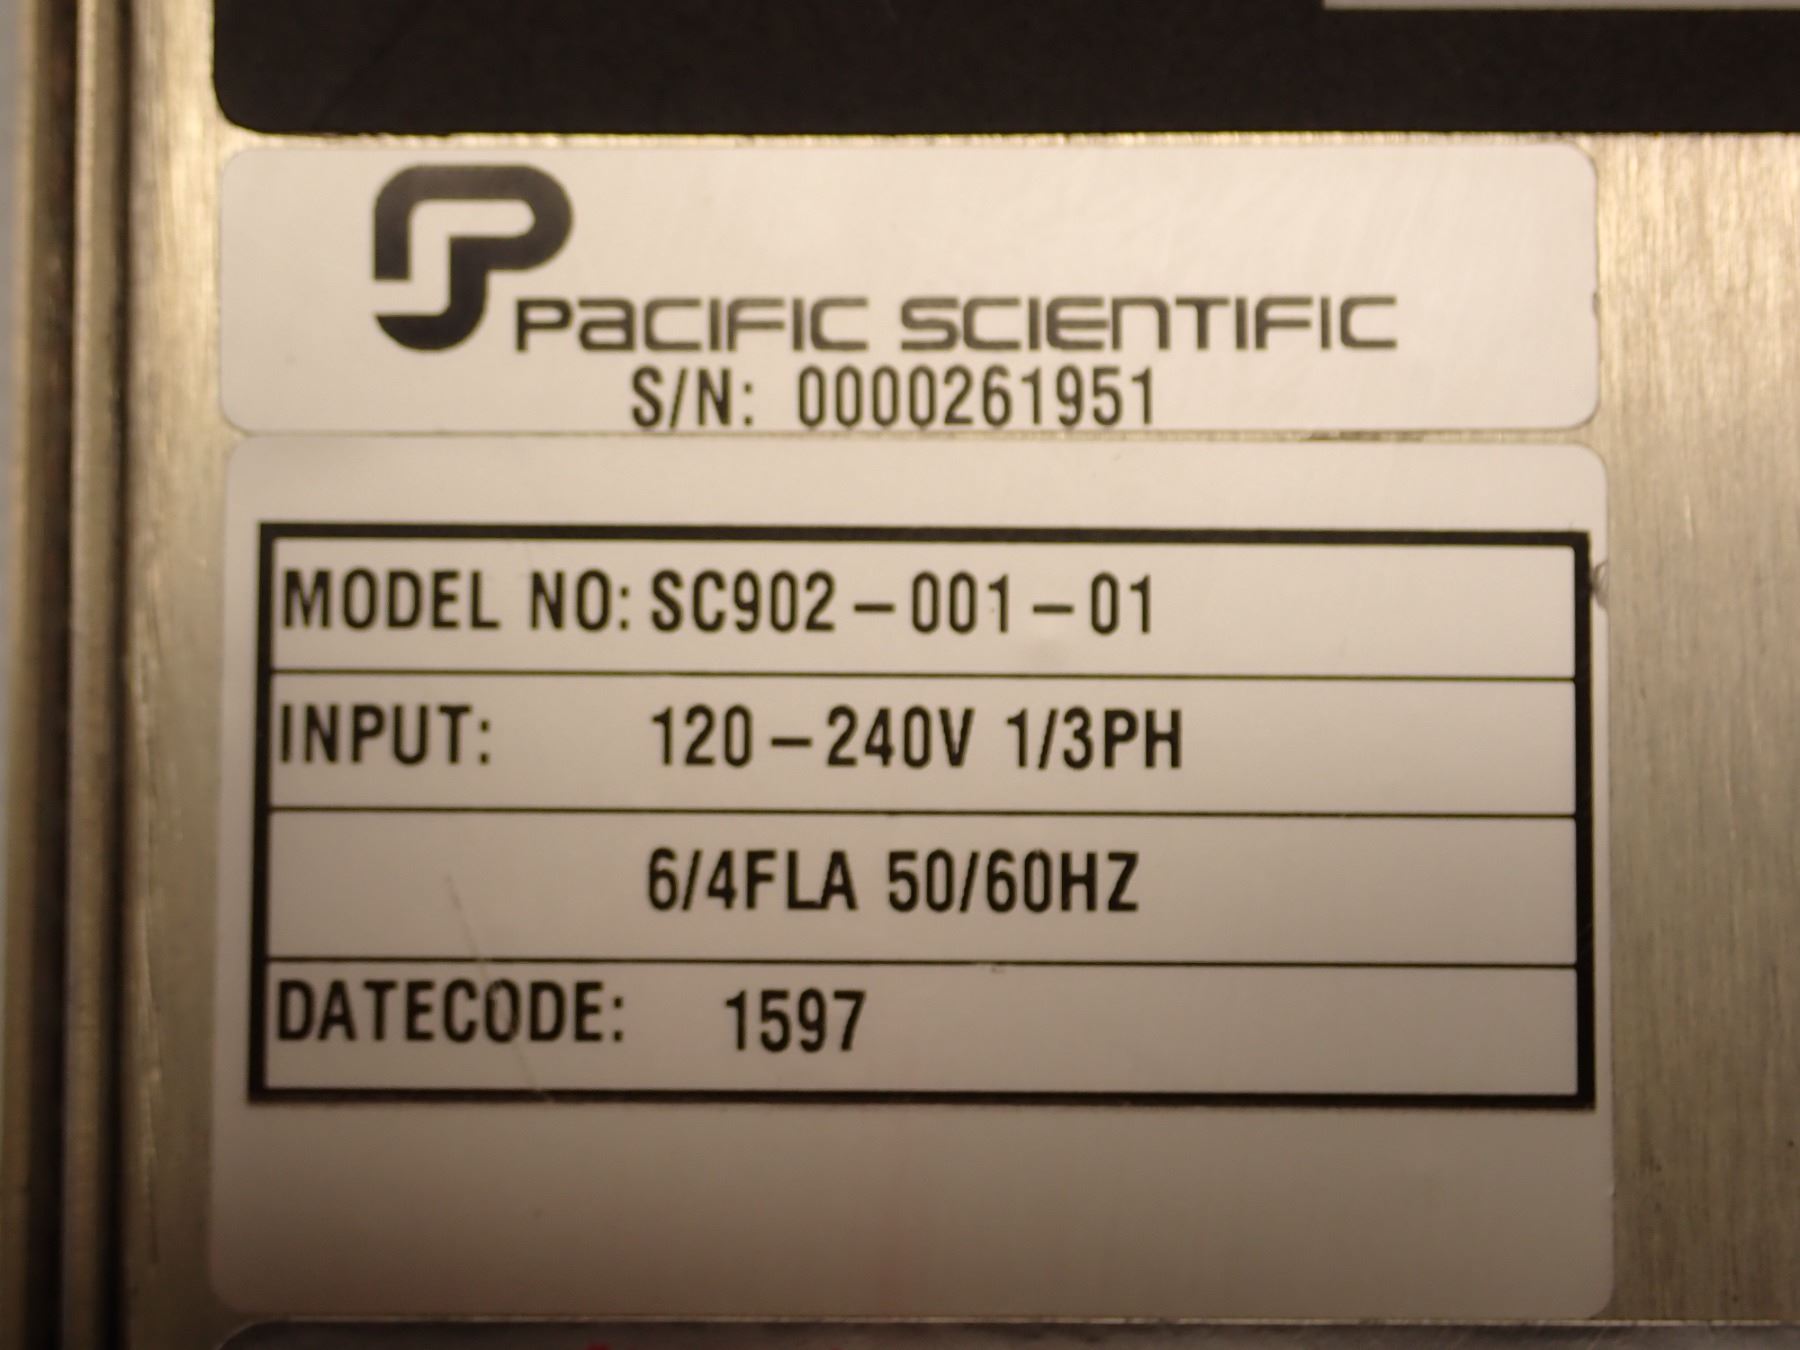 PACIFIC SCIENTIFIC
S/N: 0000261951
MODEL NO: SC902-001-01
INPUT: 120-240V 1/3PH
6/4FLA 50/60HZ
DATECODE: 1597